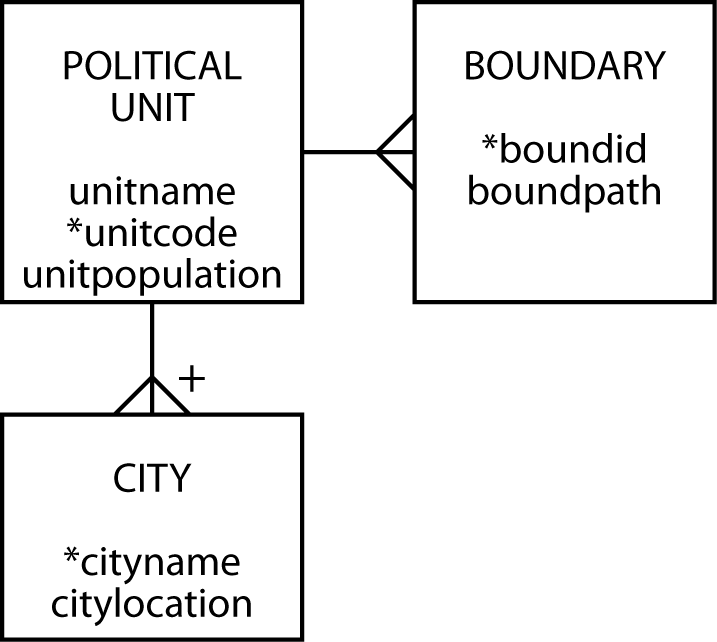 POLITICAL
UNIT
unitname
*unitcode
unitpopulation
BOUNDARY
*boundid
boundpath
+
CITY
*cityname
citylocation